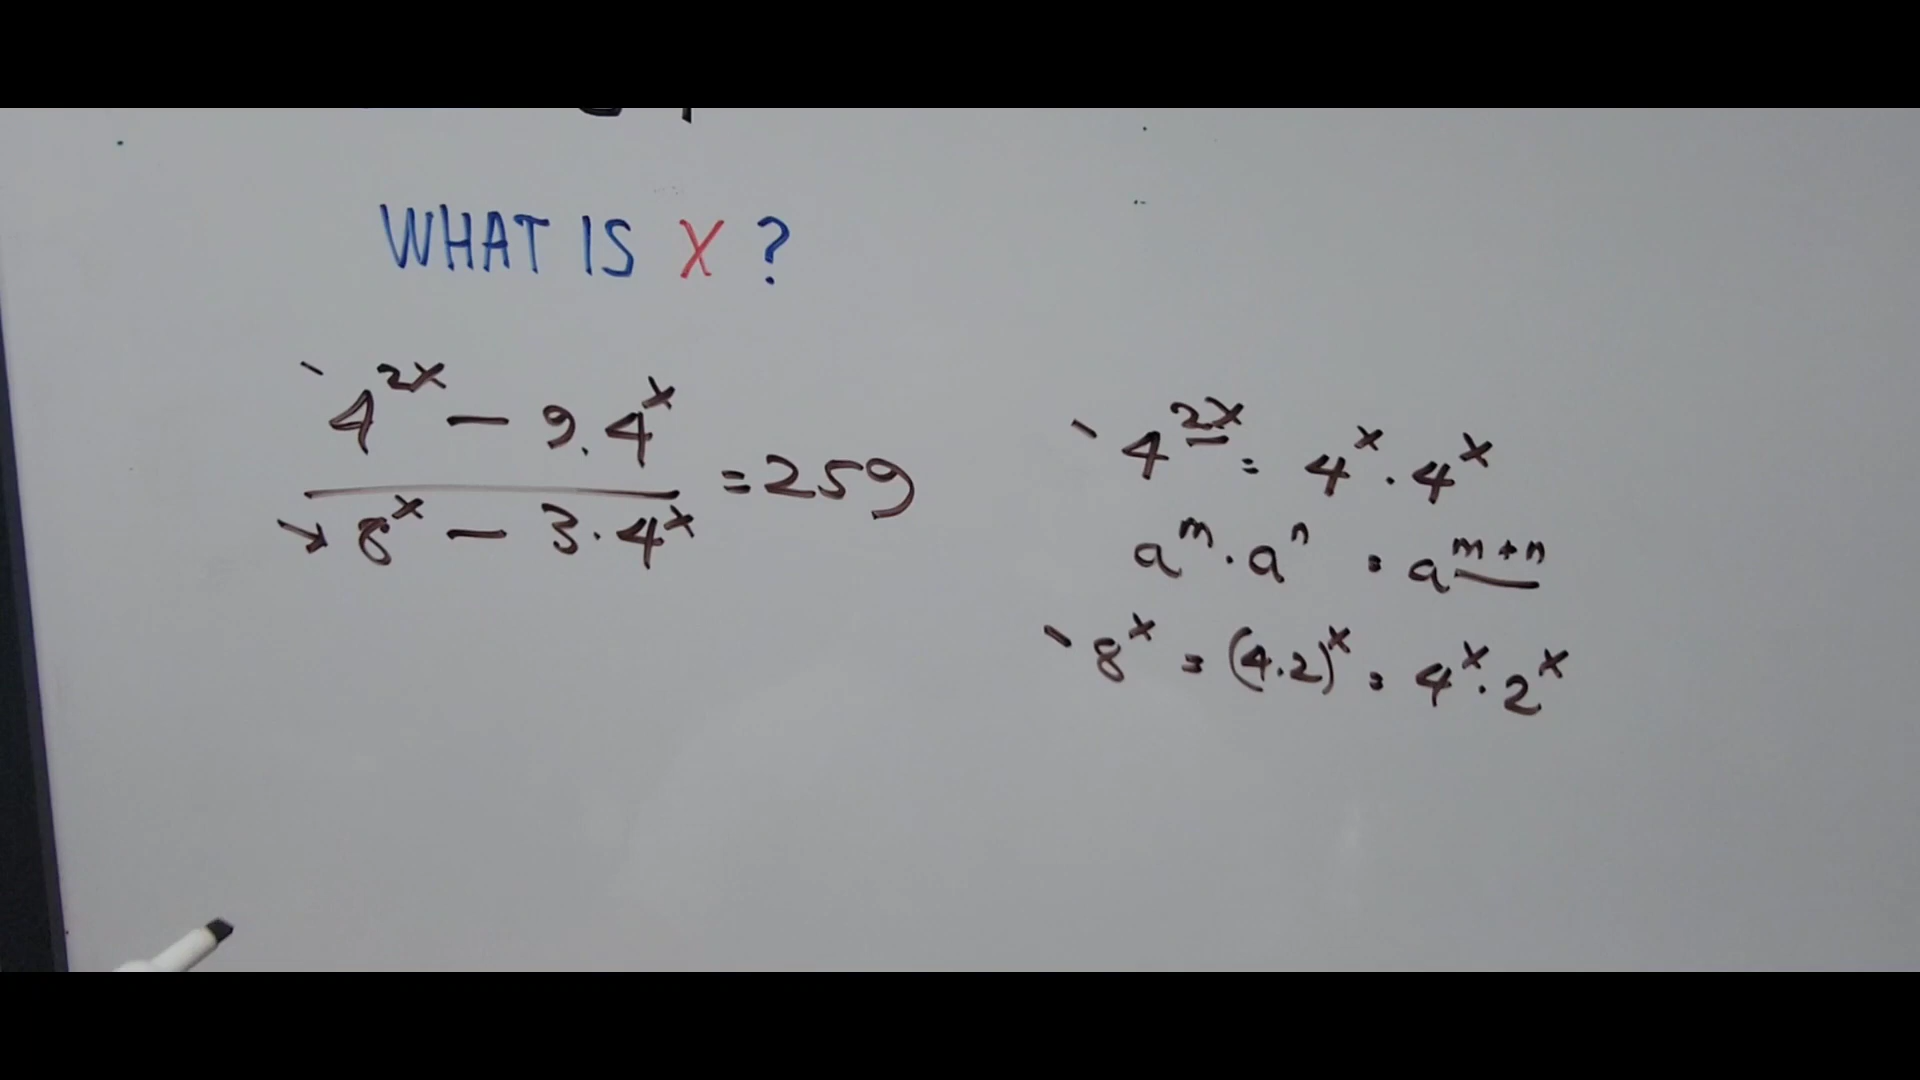 WHAT IS X ?
4^2x - 9.4^x
= 259
8^x - 3.4^x
4^2x = 4^x . 4^x
a^m . a^n = a^m+n
8^x = (4.2)^x = 4^x . 2^x